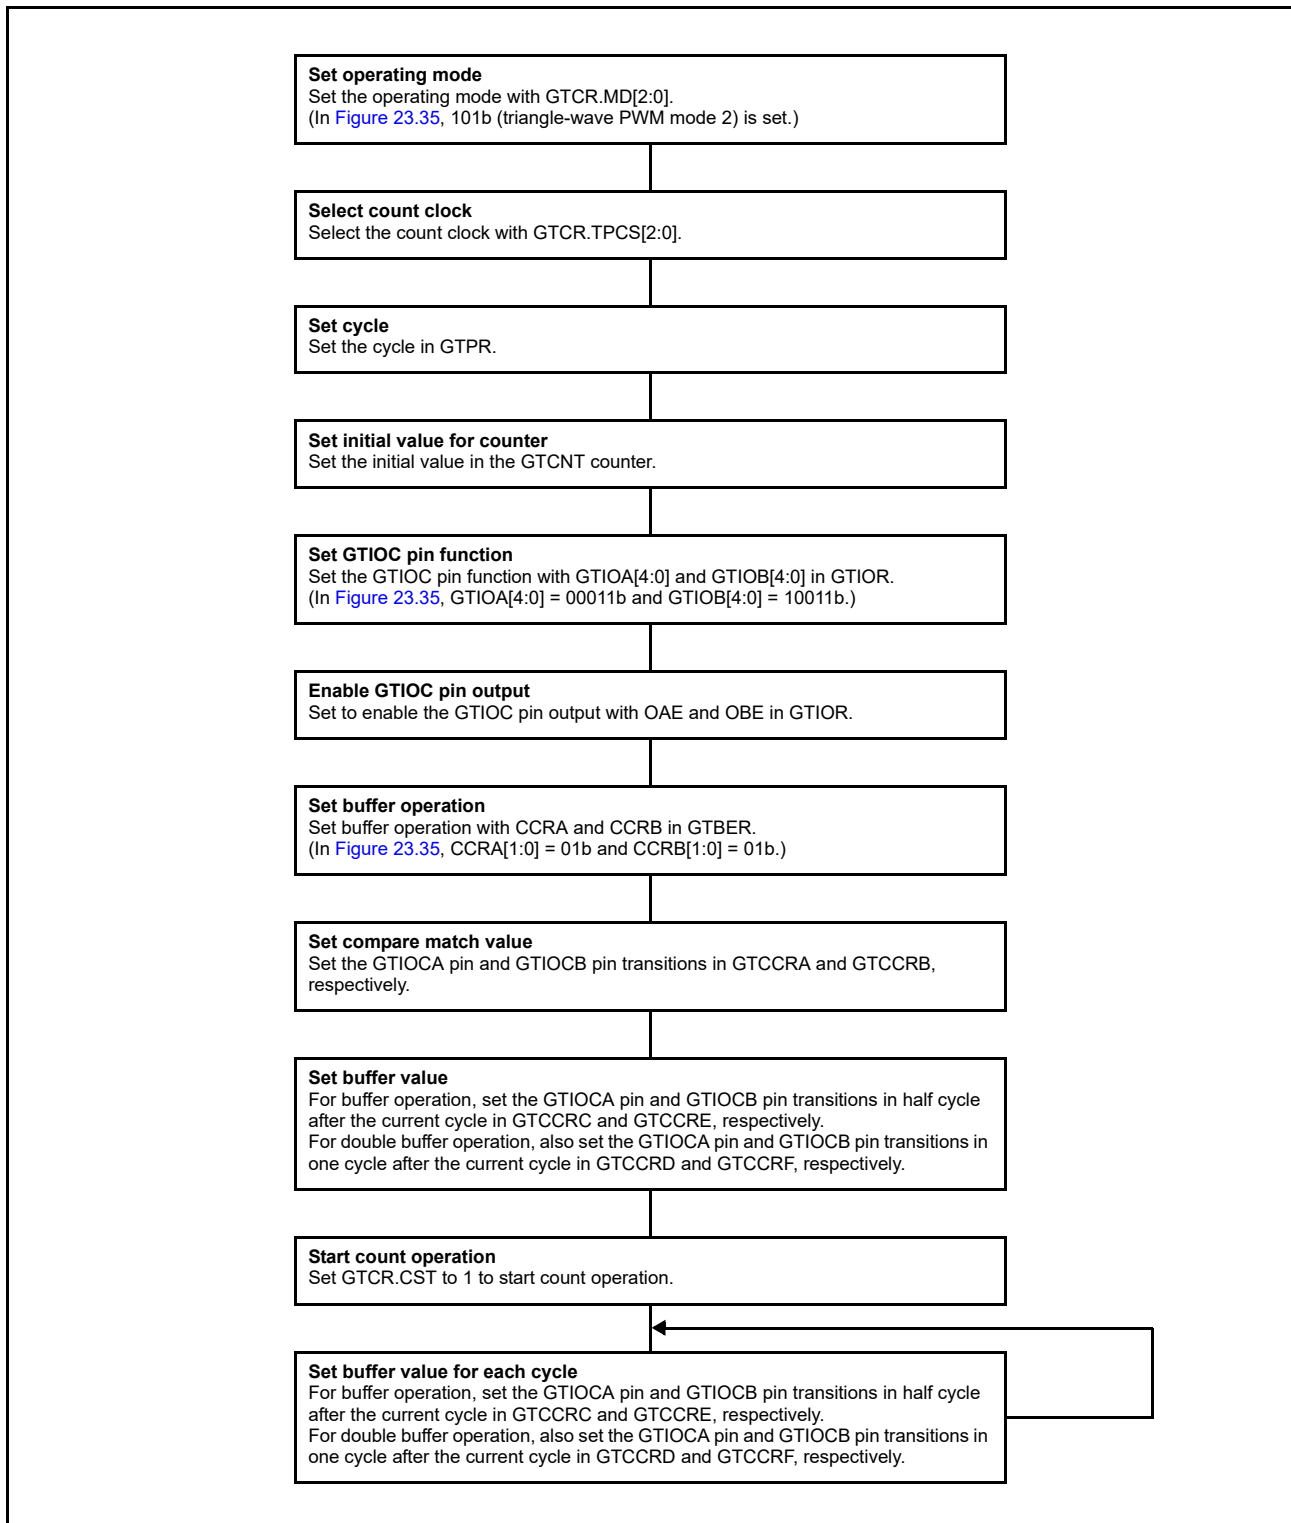 Set operating mode
Set the operating mode with GTCR.MD[2:0].
(In Figure 23.35, 101b (triangle-wave PWM mode 2) is set.)
Select count clock
Select the count clock with GTCR.TPCS[2:0].
Set cycle
Set the cycle in GTPR.
Set initial value for counter
Set the initial value in the GTCNT counter.
Set GTIOC pin function
Set the GTIOC pin function with GTIOA[4:0] and GTIOB[4:0] in GTIOR.
(In Figure 23.35, GTIOA[4:0] = 00011b and GTIOB[4:0] = 10011b.)
Enable GTIOC pin output
Set to enable the GTIOC pin output with OAE and OBE in GTIOR.
Set buffer operation
Set buffer operation with CCRA and CCRB in GTBER.
(In Figure 23.35, CCRA[1:0] = 01b and CCRB[1:0] = 01b.)
Set compare match value
Set the GTIOCA pin and GTIOCB pin transitions in GTCCRA and GTCCRB,
respectively.
Set buffer value
For buffer operation, set the GTIOCA pin and GTIOCB pin transitions in half cycle
after the current cycle in GTCCRC and GTCCRE, respectively.
For double buffer operation, also set the GTIOCA pin and GTIOCB pin transitions in
one cycle after the current cycle in GTCCRD and GTCCRF, respectively.
Start count operation
Set GTCR.CST to 1 to start count operation.
Set buffer value for each cycle
For buffer operation, set the GTIOCA pin and GTIOCB pin transitions in half cycle
after the current cycle in GTCCRC and GTCCRE, respectively.
For double buffer operation, also set the GTIOCA pin and GTIOCB pin transitions in
one cycle after the current cycle in GTCCRD and GTCCRF, respectively.